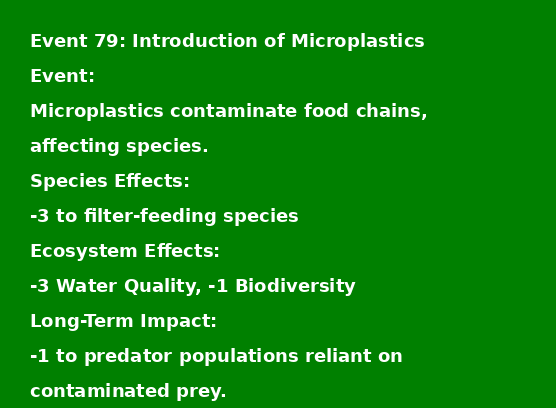 Event 79: Introduction of Microplastics
Event:
Microplastics contaminate food chains,
affecting species.
Species Effects:
-3 to filter-feeding species
Ecosystem Effects:
-3 Water Quality, -1 Biodiversity
Long-Term Impact:
-1 to predator populations reliant on
contaminated prey.